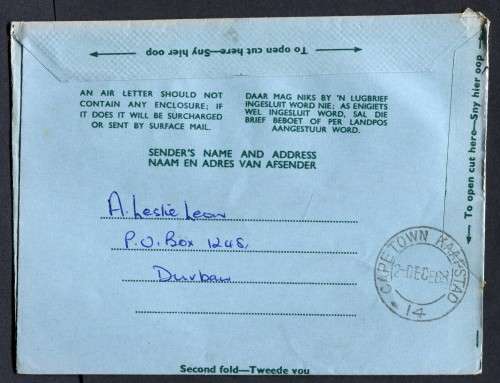 To open cut here—Sny hier oop
To open cut here—Sny hier oop
AN AIR LETTER SHOULD NOT
CONTAIN ANY ENCLOSURE; IF
IT DOES IT WILL BE SURCHARGED
OR SENT BY SURFACE MAIL.
DAAR MAG NIKS BY 'N LUGBRIEF
INGESLUIT WORD NIE; AS ENIGIETS
WEL INGESLUIT WORD, SAL DIE
BRIEF BEBOET OF PER LANDPOS
AANGESTUUR WORD.
SENDER'S NAME AND ADDRESS
NAAM EN ADRES VAN AFSENDER
A. Leslie Leon
P.O. Box 1245,
Durban
CAPE TOWN KAAPSTAD
14
Second fold—Tweede vou